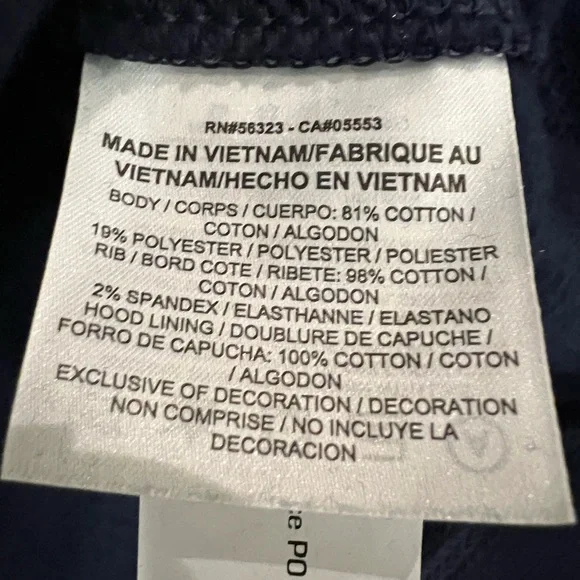 RN#56323 - CA#05553
MADE IN VIETNAM/FABRIQUE AU
VIETNAM/HECHO EN VIETNAM
BODY / CORPS / CUERPO: 81% COTTON /
COTON / ALGODON
19% POLYESTER / POLYESTER / POLIESTER
RIB / BORD COTE / RIBETE: 98% COTTON /
COTON / ALGODON
2% SPANDEX / ELASTHANNE / ELASTANO
HOOD LINING / DOUBLURE DE CAPUCHE /
FORRO DE CAPUCHA: 100% COTTON / COTON
/ ALGODON
EXCLUSIVE OF DECORATION / DECORATION
NON COMPRISE / NO INCLUYE LA
DECORACION
PO